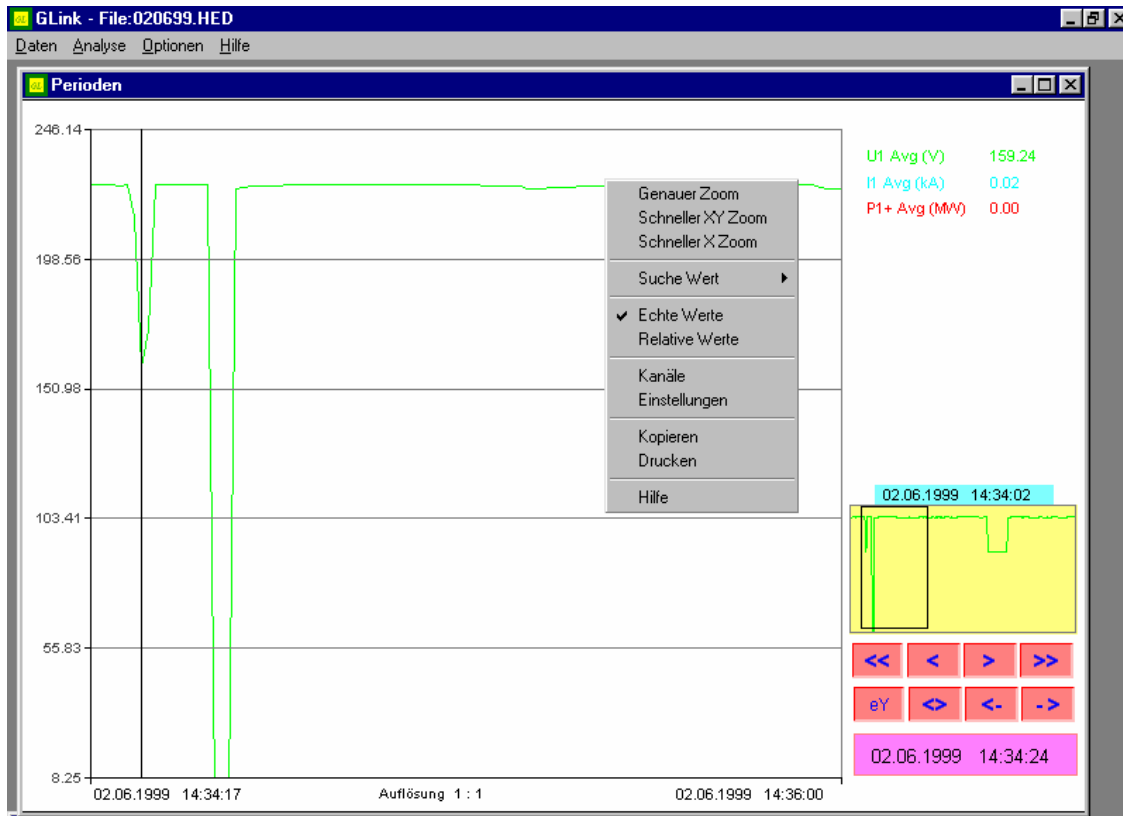 GLink - File:020699.HED
Daten Analyse Optionen Hilfe
Perioden
246.14
198.56
150.98
103.41
55.83
8.25
02.06.1999 14:34:17
Auflösung 1 : 1
02.06.1999 14:36:00
Genauer Zoom
Schneller XY Zoom
Schneller X Zoom
Suche Wert
Echte Werte
Relative Werte
Kanäle
Einstellungen
Kopieren
Drucken
Hilfe
U1 Avg (V) 159.24
I1 Avg (kA) 0.02
P1+ Avg (MW) 0.00
02.06.1999 14:34:02
<< < > >>
eY <> <- ->
02.06.1999 14:34:24